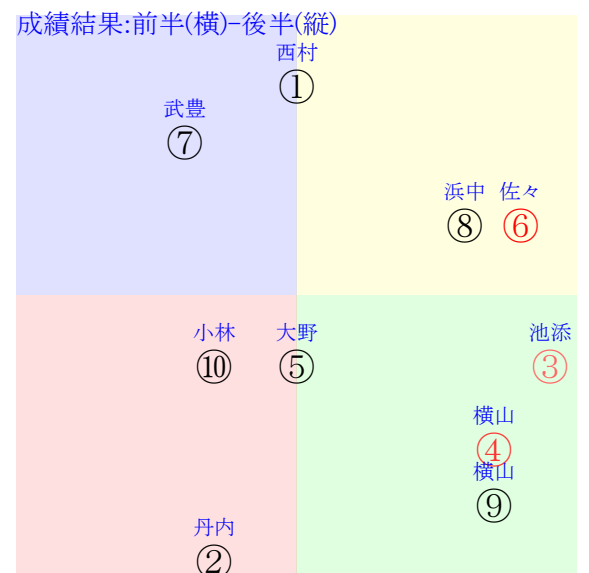 成績結果:前半(横)-後半(縦)
西村
①
武豊
⑦
浜中 佐々
⑧ ⑥
小林 大野 池添
⑩ ⑤ ③
横山
④
横山
⑨
丹内
②